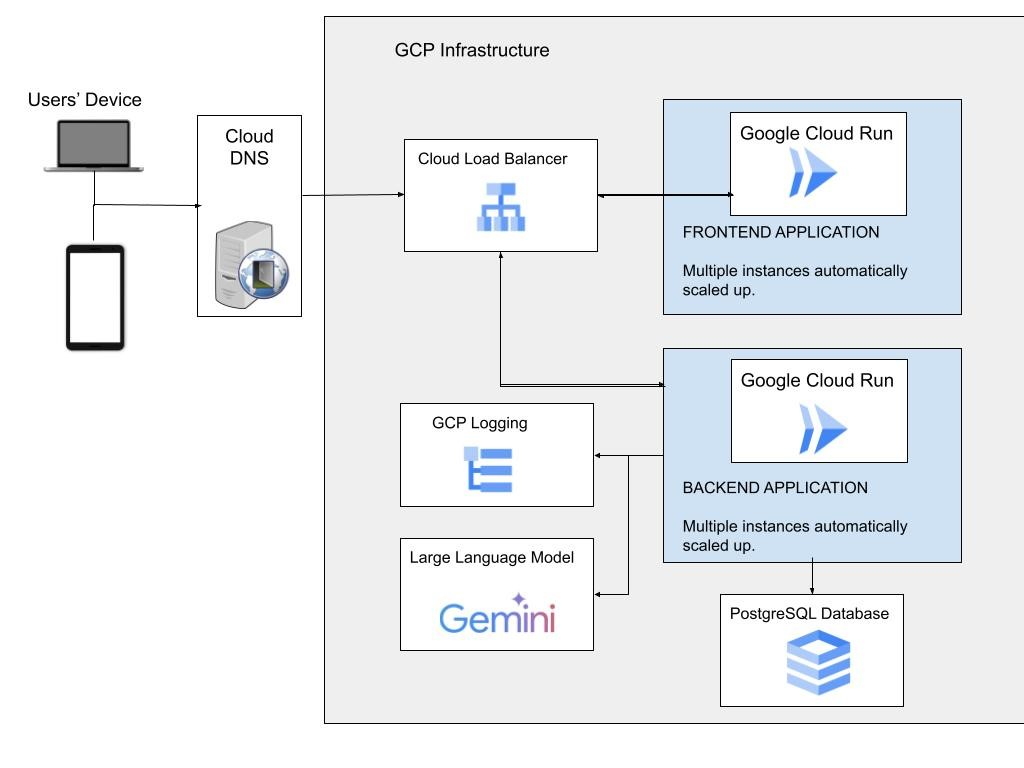 GCP Infrastructure
Users’ Device
Cloud
DNS
Cloud Load Balancer
Google Cloud Run
FRONTEND APPLICATION
Multiple instances automatically
scaled up.
Google Cloud Run
BACKEND APPLICATION
Multiple instances automatically
scaled up.
GCP Logging
Large Language Model
Gemini
PostgreSQL Database